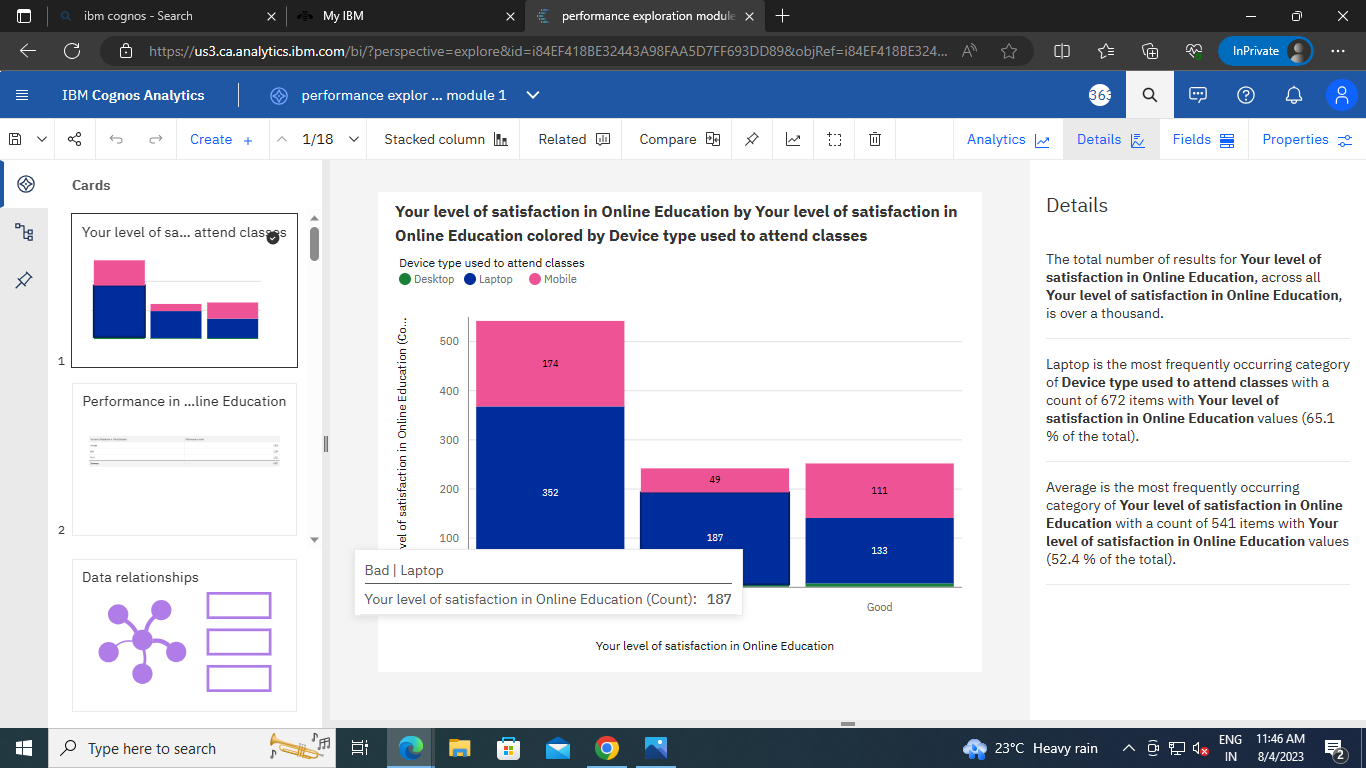 ibm cognos - Search
My IBM
performance exploration module
https://us3.ca.analytics.ibm.com/bi/?perspective=explore&id=i84EF418BE32443A98FAA5D7FF693DD89&objRef=i84EF418BE324...
InPrivate
IBM Cognos Analytics
performance explor ... module 1
363
Create +
1/18
Stacked column
Related
Compare
Analytics
Details
Fields
Properties
Cards
Your level of sa... attend classes
1
Performance in ...line Education
2
Data relationships
Your level of satisfaction in Online Education by Your level of satisfaction in
Online Education colored by Device type used to attend classes
Device type used to attend classes
Desktop Laptop Mobile
level of satisfaction in Online Education (Co...
500
400
300
200
100
174
352
49
187
111
133
Bad | Laptop
Your level of satisfaction in Online Education (Count): 187
Good
Your level of satisfaction in Online Education
Details
The total number of results for Your level of
satisfaction in Online Education, across all
Your level of satisfaction in Online Education,
is over a thousand.
Laptop is the most frequently occurring category
of Device type used to attend classes with a
count of 672 items with Your level of
satisfaction in Online Education values (65.1
% of the total).
Average is the most frequently occurring
category of Your level of satisfaction in Online
Education with a count of 541 items with Your
level of satisfaction in Online Education values
(52.4 % of the total).
Type here to search
23°C Heavy rain
ENG
IN
11:46 AM
8/4/2023
2